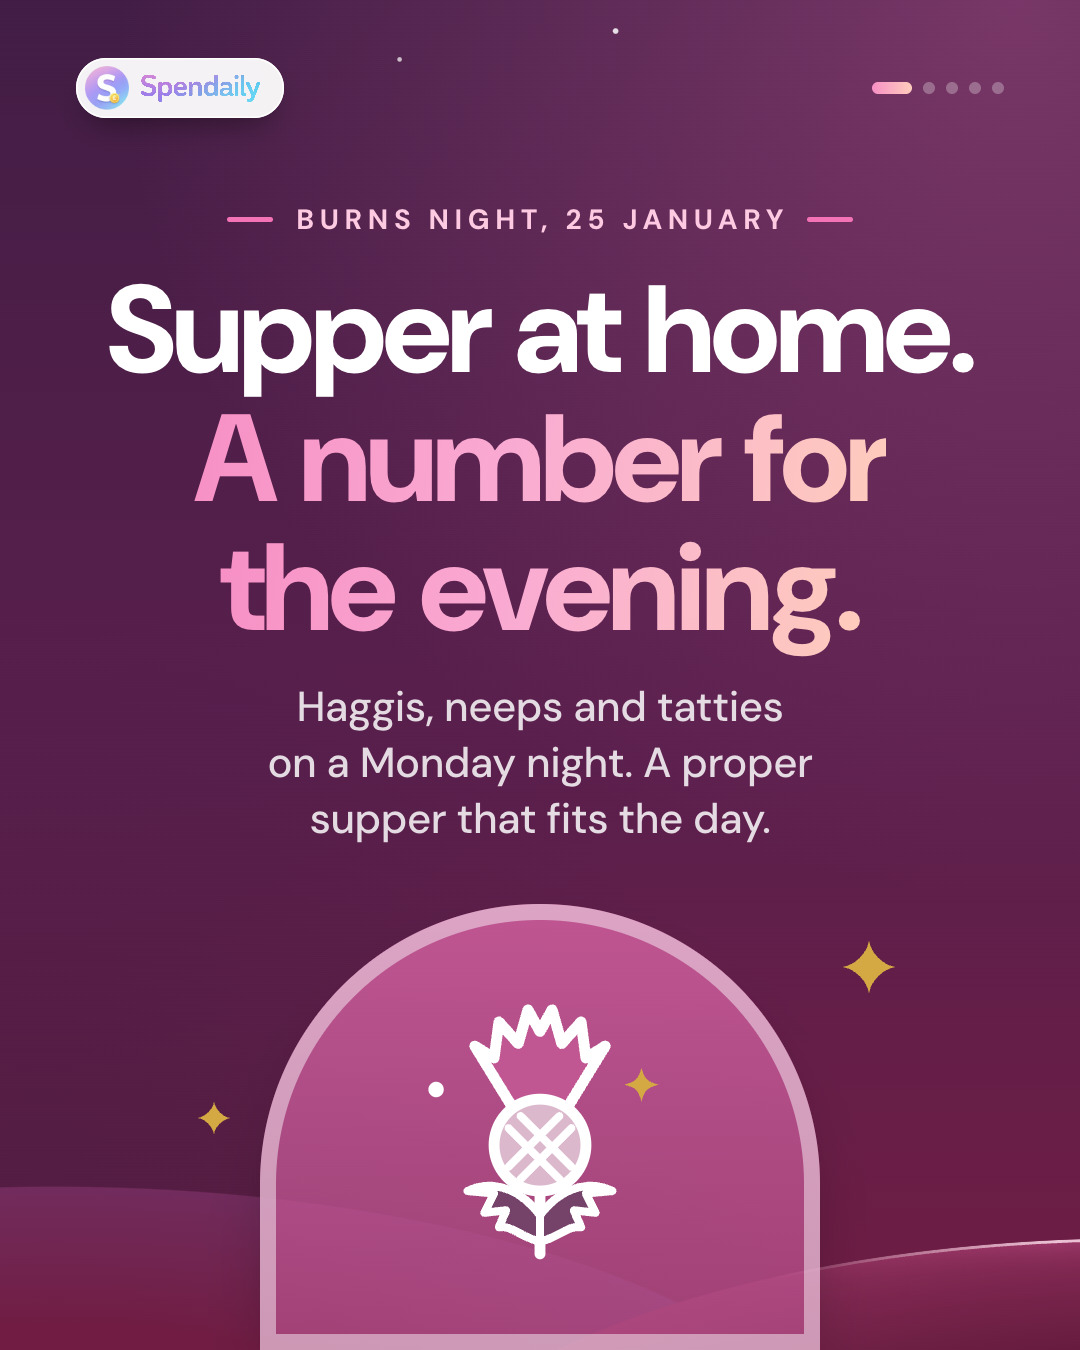 Spendaily
BURNS NIGHT, 25 JANUARY
Supper at home.
A number for
the evening.
Haggis, neeps and tatties
on a Monday night. A proper
supper that fits the day.